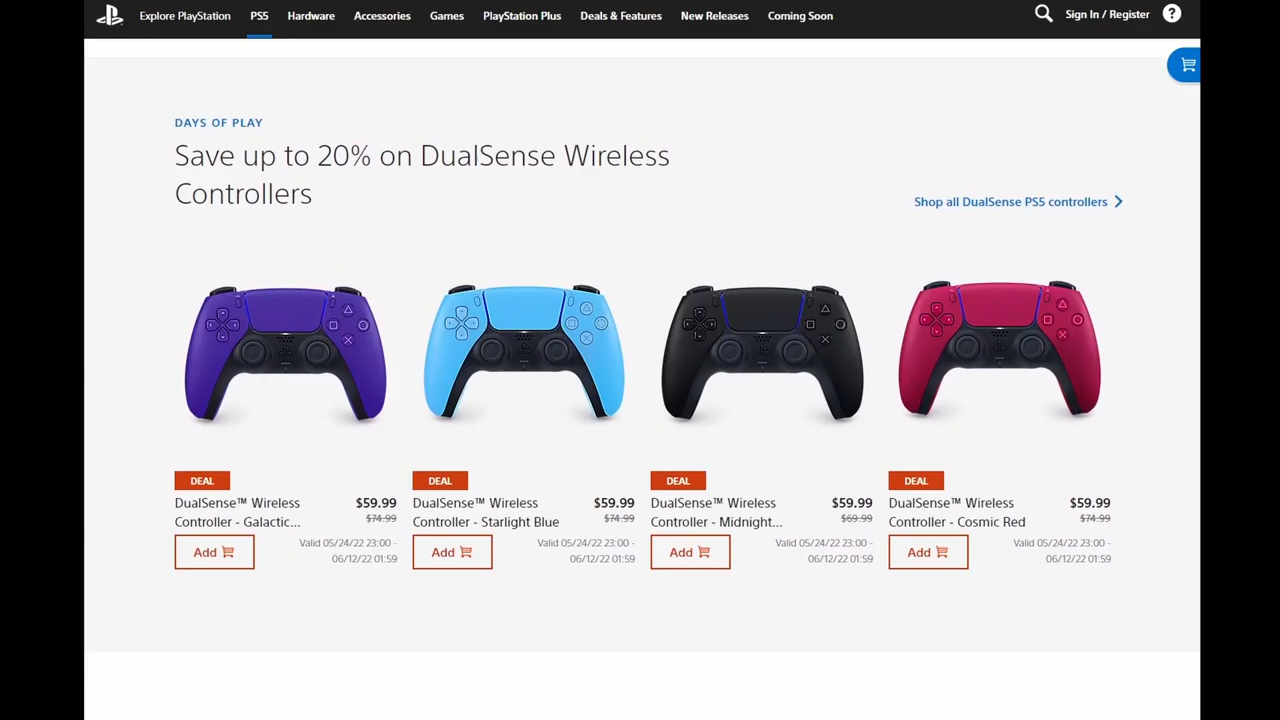 Explore PlayStation PS5 Hardware Accessories Games PlayStation Plus Deals & Features New Releases Coming Soon Sign In / Register ?
DAYS OF PLAY
Save up to 20% on DualSense Wireless
Controllers
Shop all DualSense PS5 controllers
DEAL
DualSense™ Wireless $59.99
Controller - Galactic... $74.99
Add Valid 05/24/22 23:00 -
06/12/22 01:59
DEAL
DualSense™ Wireless $59.99
Controller - Starlight Blue $74.99
Add Valid 05/24/22 23:00 -
06/12/22 01:59
DEAL
DualSense™ Wireless $59.99
Controller - Midnight... $69.99
Add Valid 05/24/22 23:00 -
06/12/22 01:59
DEAL
DualSense™ Wireless $59.99
Controller - Cosmic Red $74.99
Add Valid 05/24/22 23:00 -
06/12/22 01:59